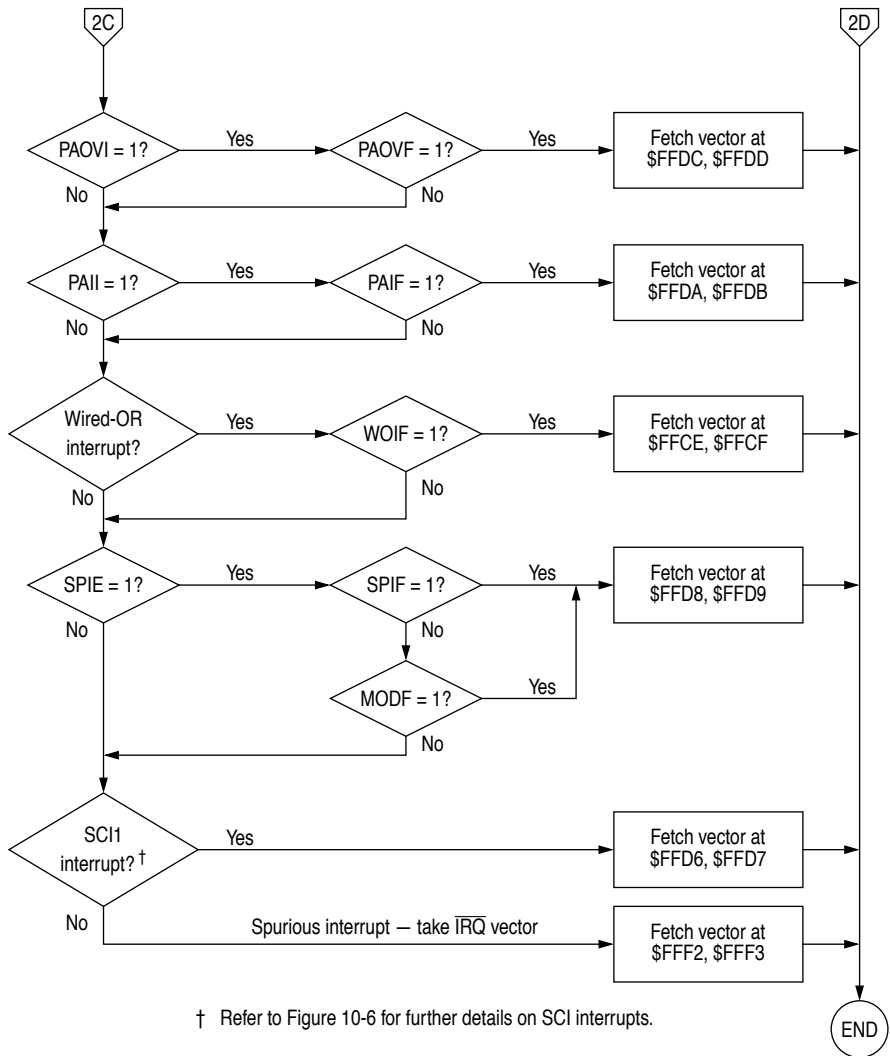 2C
2D
PAOVI = 1?
Yes
PAOVF = 1?
Yes
Fetch vector at
$FFDC, $FFDD
No
No
PAII = 1?
Yes
PAIF = 1?
Yes
Fetch vector at
$FFDA, $FFDB
No
No
Wired-OR
interrupt?
Yes
WOIF = 1?
Yes
Fetch vector at
$FFCE, $FFCF
No
No
SPIE = 1?
Yes
SPIF = 1?
Yes
Fetch vector at
$FFD8, $FFD9
No
No
MODF = 1?
Yes
No
SCI1
interrupt? †
Yes
Fetch vector at
$FFD6, $FFD7
No
Spurious interrupt — take I̅R̅Q̅ vector
Fetch vector at
$FFF2, $FFF3
† Refer to Figure 10-6 for further details on SCI interrupts.
END